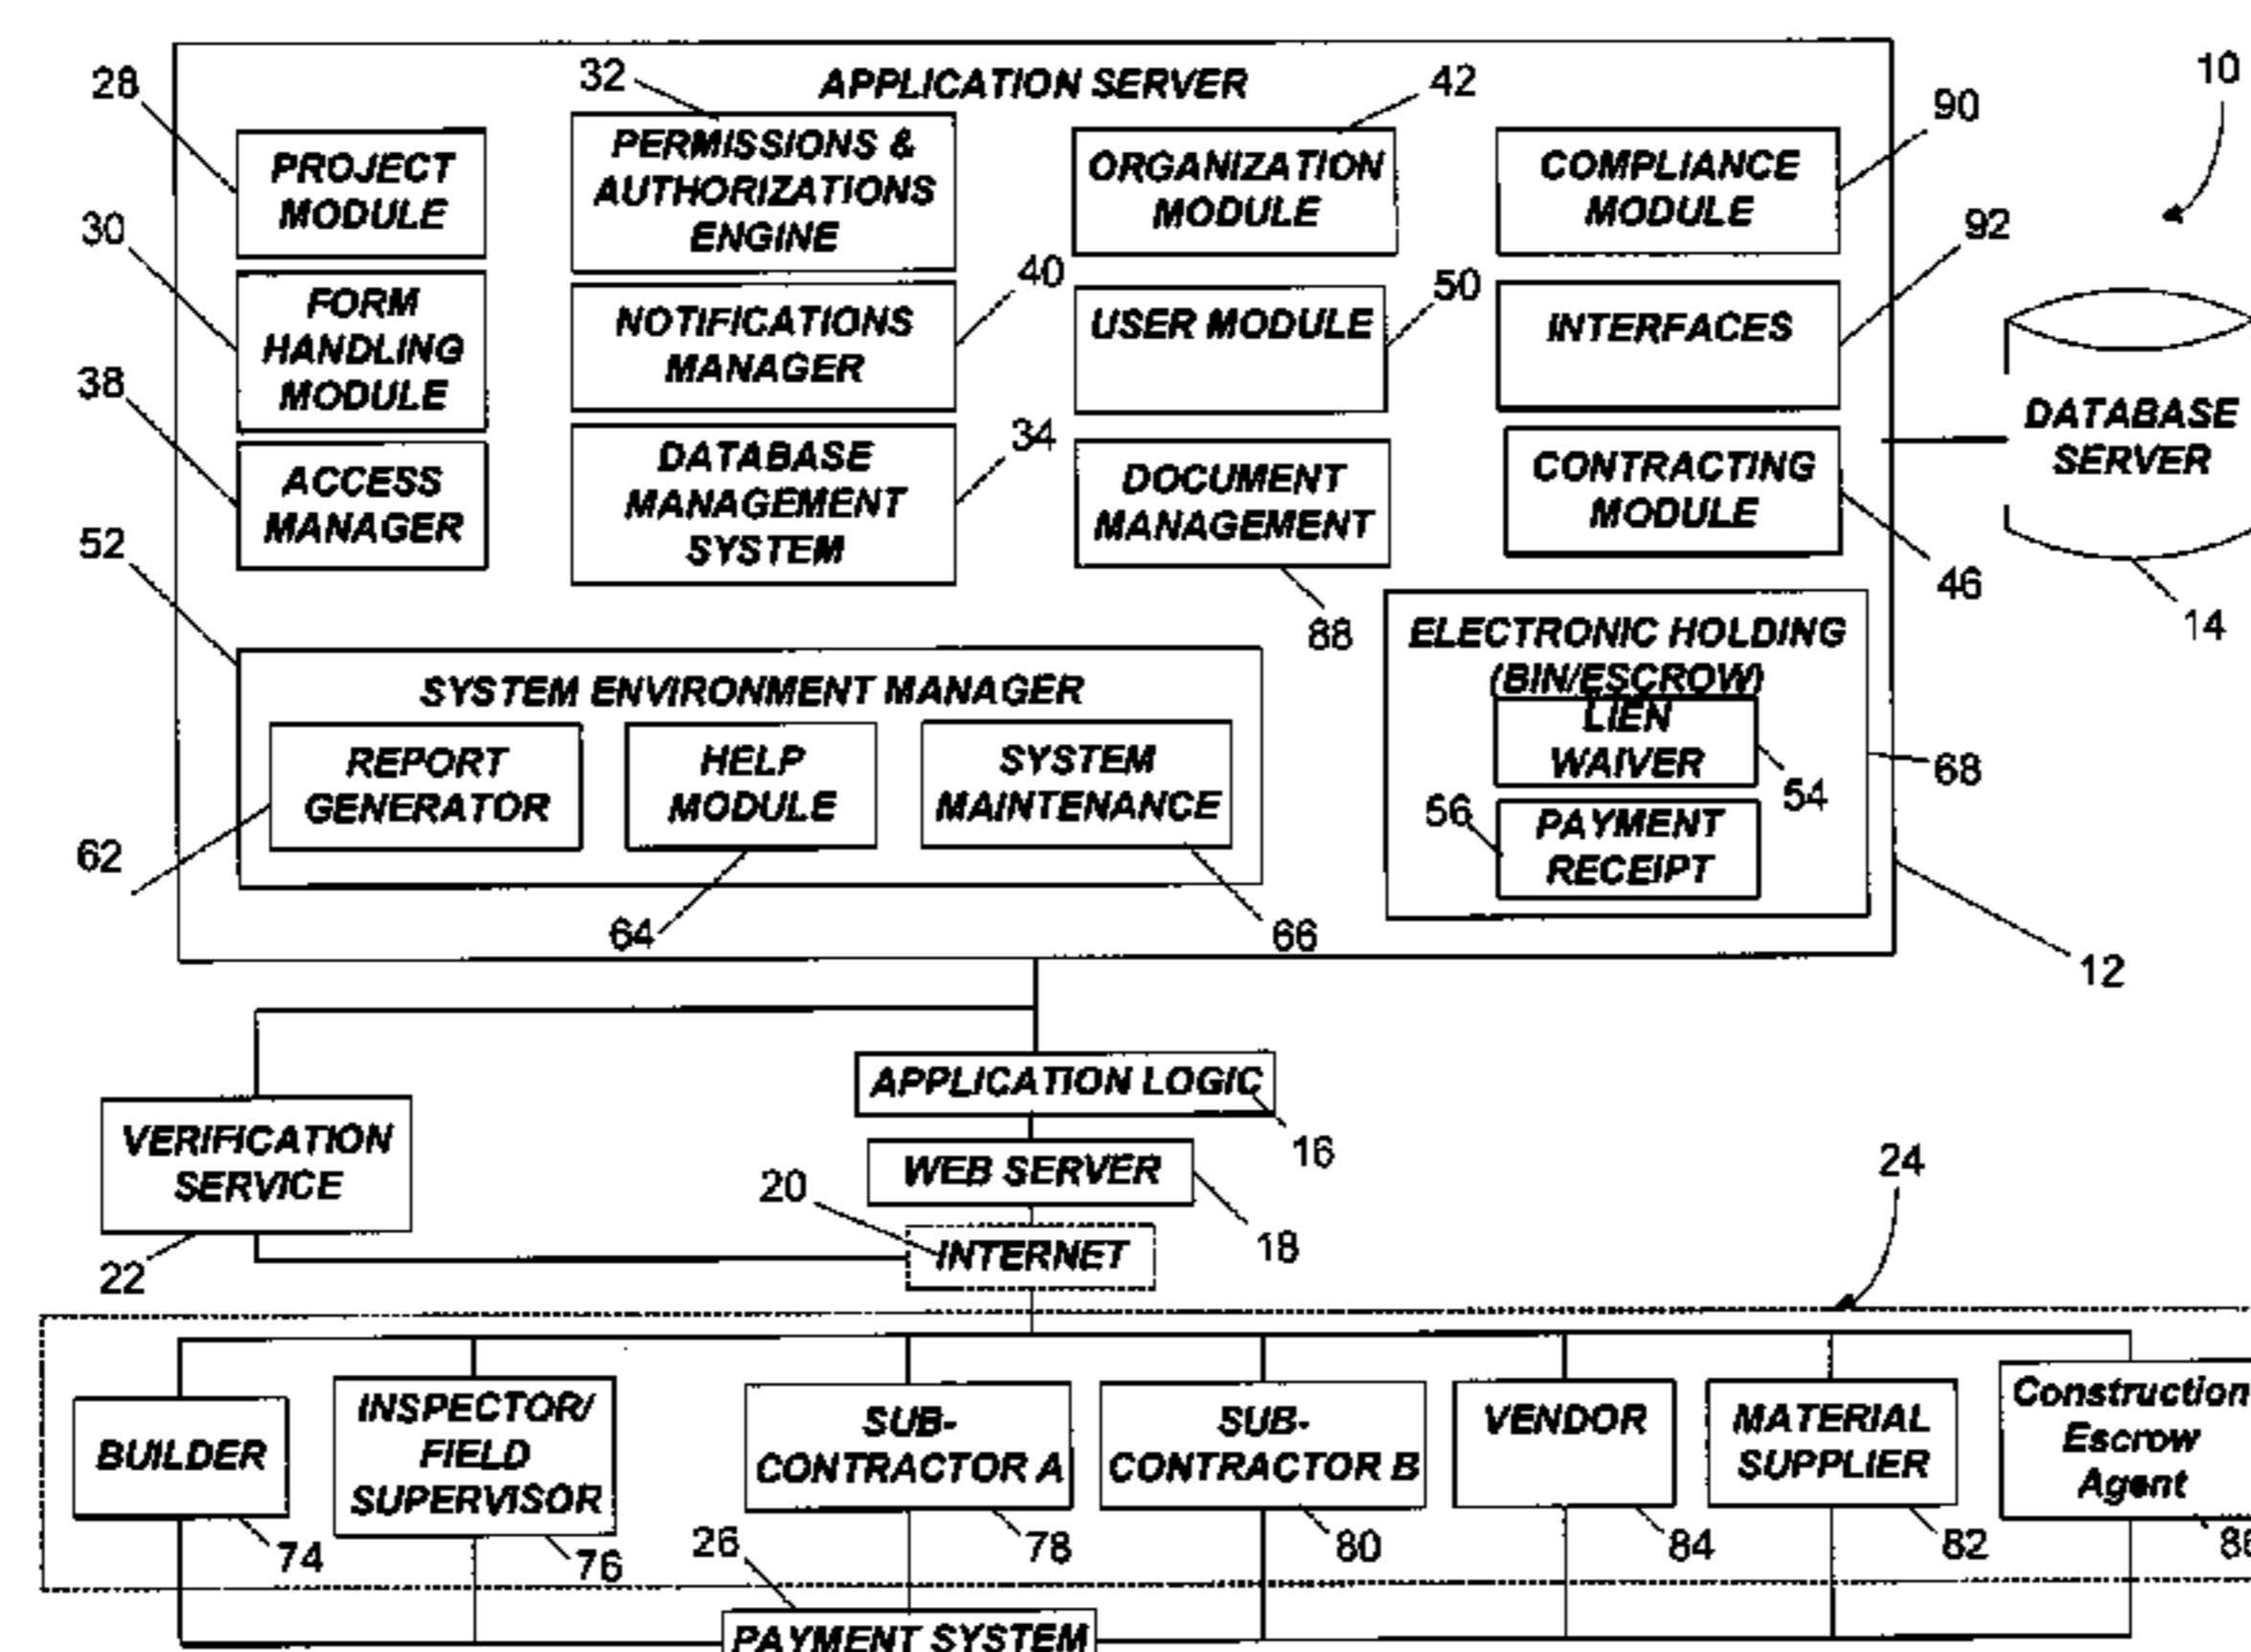 APPLICATION SERVER
10
28
32
42
90
PROJECT
MODULE
PERMISSIONS &
AUTHORIZATIONS
ENGINE
ORGANIZATION
MODULE
COMPLIANCE
MODULE
30
40
50
92
FORM
HANDLING
MODULE
NOTIFICATIONS
MANAGER
USER MODULE
INTERFACES
38
34
DATABASE
SERVER
ACCESS
MANAGER
DATABASE
MANAGEMENT
SYSTEM
DOCUMENT
MANAGEMENT
CONTRACTING
MODULE
52
88
46
14
SYSTEM ENVIRONMENT MANAGER
REPORT
GENERATOR
HELP
MODULE
SYSTEM
MAINTENANCE
ELECTRONIC HOLDING
(BIN/ESCROW)
LIEN
WAIVER
54
68
56
PAYMENT
RECEIPT
62
64
66
12
APPLICATION LOGIC
16
VERIFICATION
SERVICE
22
WEB SERVER
18
20
INTERNET
24
BUILDER
74
INSPECTOR/
FIELD
SUPERVISOR
76
SUB-
CONTRACTOR A
78
SUB-
CONTRACTOR B
80
VENDOR
84
MATERIAL
SUPPLIER
82
Construction
Escrow
Agent
26
PAYMENT SYSTEM